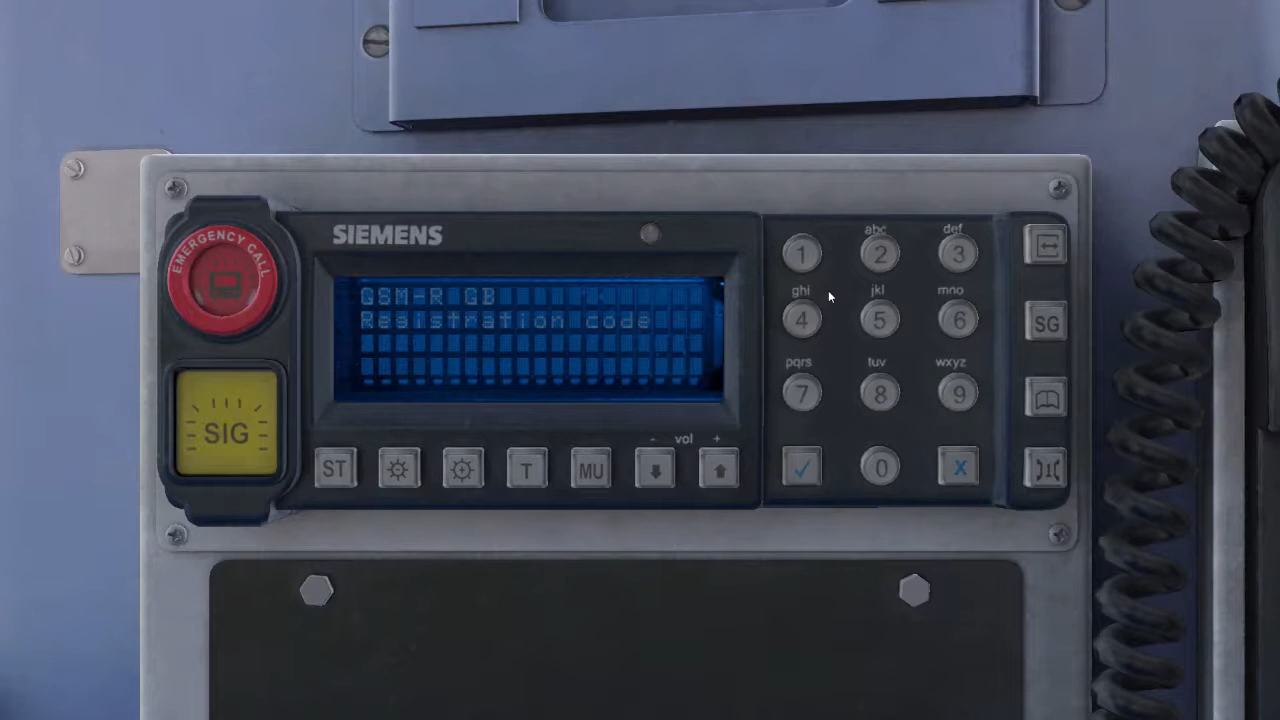 EMERGENCY CALL
SIEMENS
GSM-R GB
Registration code
SIG
ST
T
MU
- vol +
1
abc
2
def
3
ghi
4
jkl
5
mno
6
SG
pqrs
7
tuv
8
wxyz
9
0
X
1